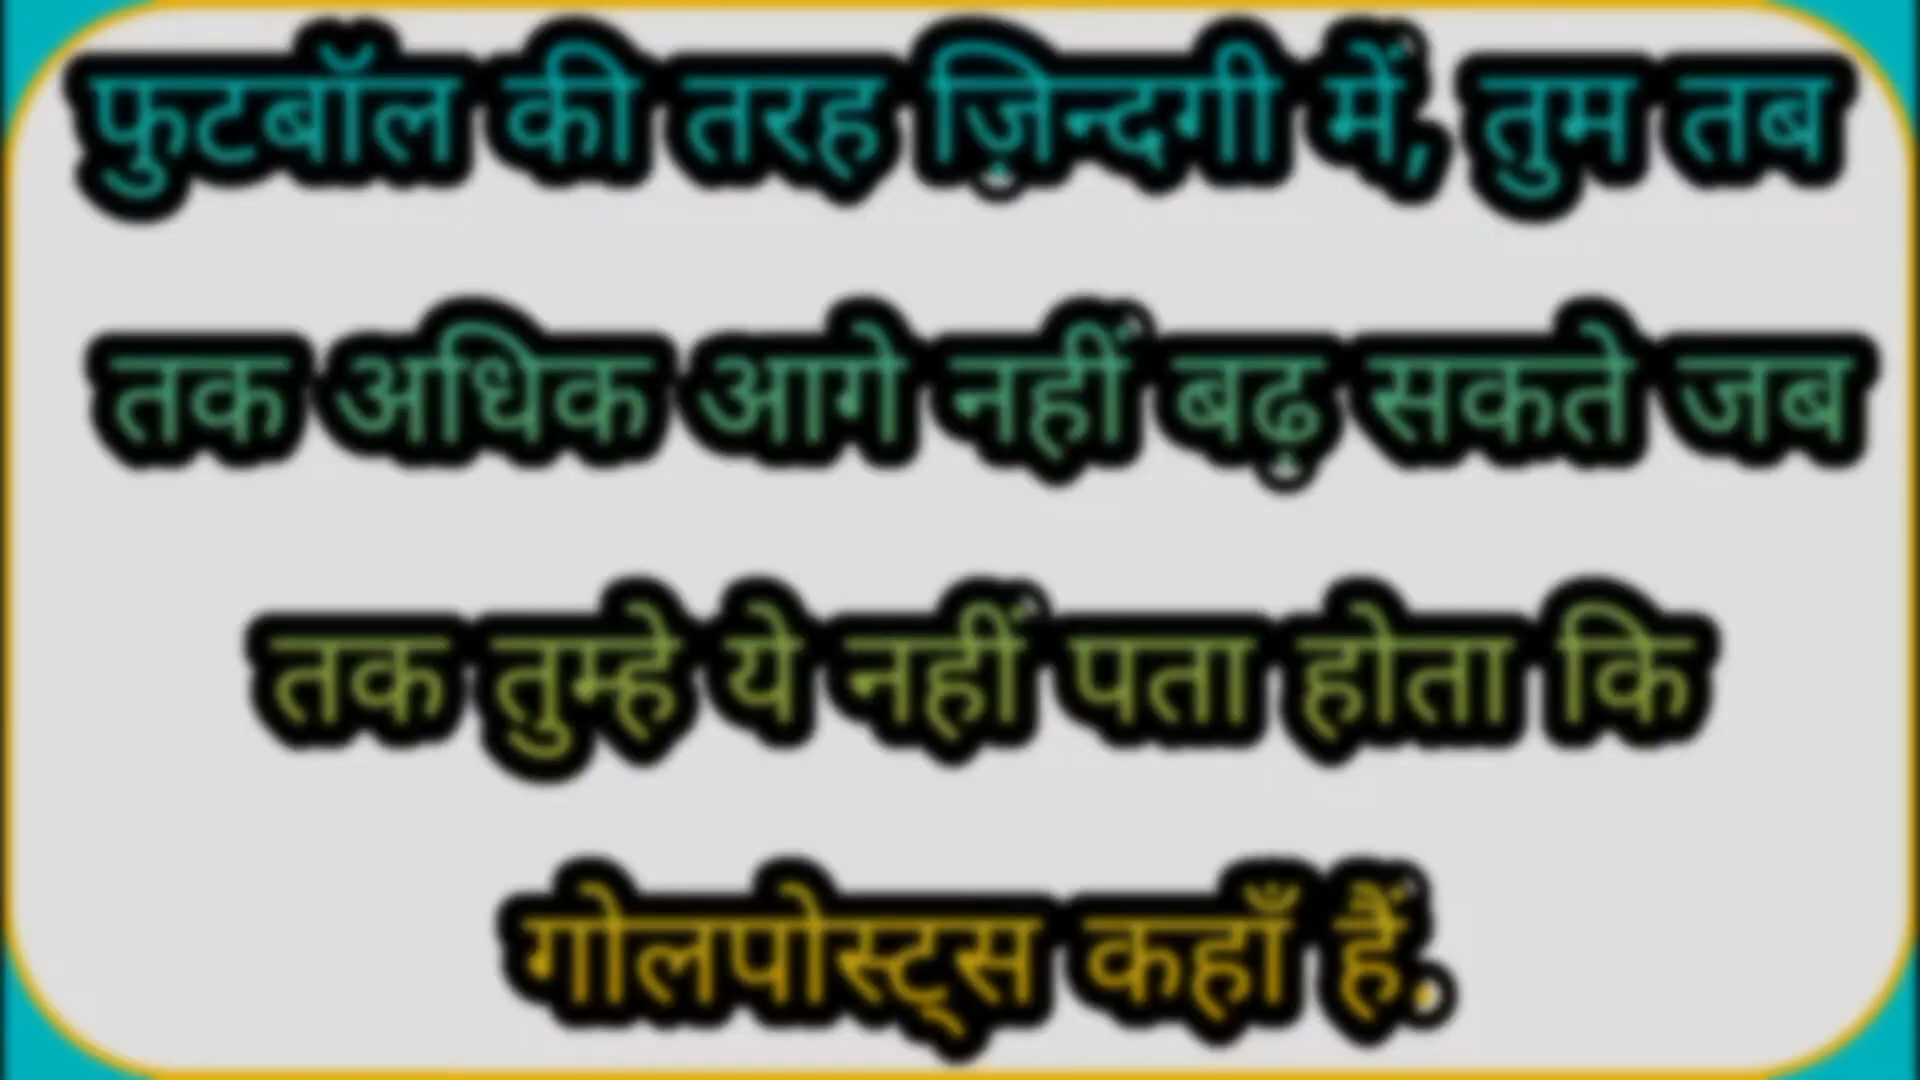 फुटबॉल की तरह ज़िन्दगी में, तुम तब
तक अधिक आगे नहीं बढ़ सकते जब
तक तुम्हे ये नहीं पता होता कि
गोलपोस्ट्स कहाँ हैं.